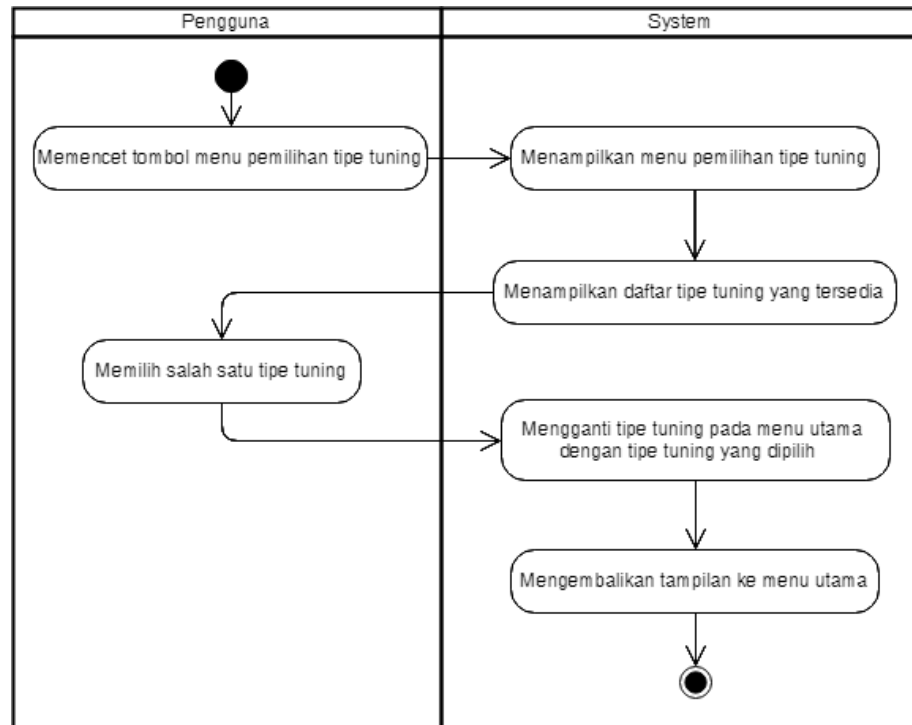 Pengguna
System
Memencet tombol menu pemilihan tipe tuning
Menampilkan menu pemilihan tipe tuning
Menampilkan daftar tipe tuning yang tersedia
Memilih salah satu tipe tuning
Mengganti tipe tuning pada menu utama
dengan tipe tuning yang dipilih
Mengembalikan tampilan ke menu utama